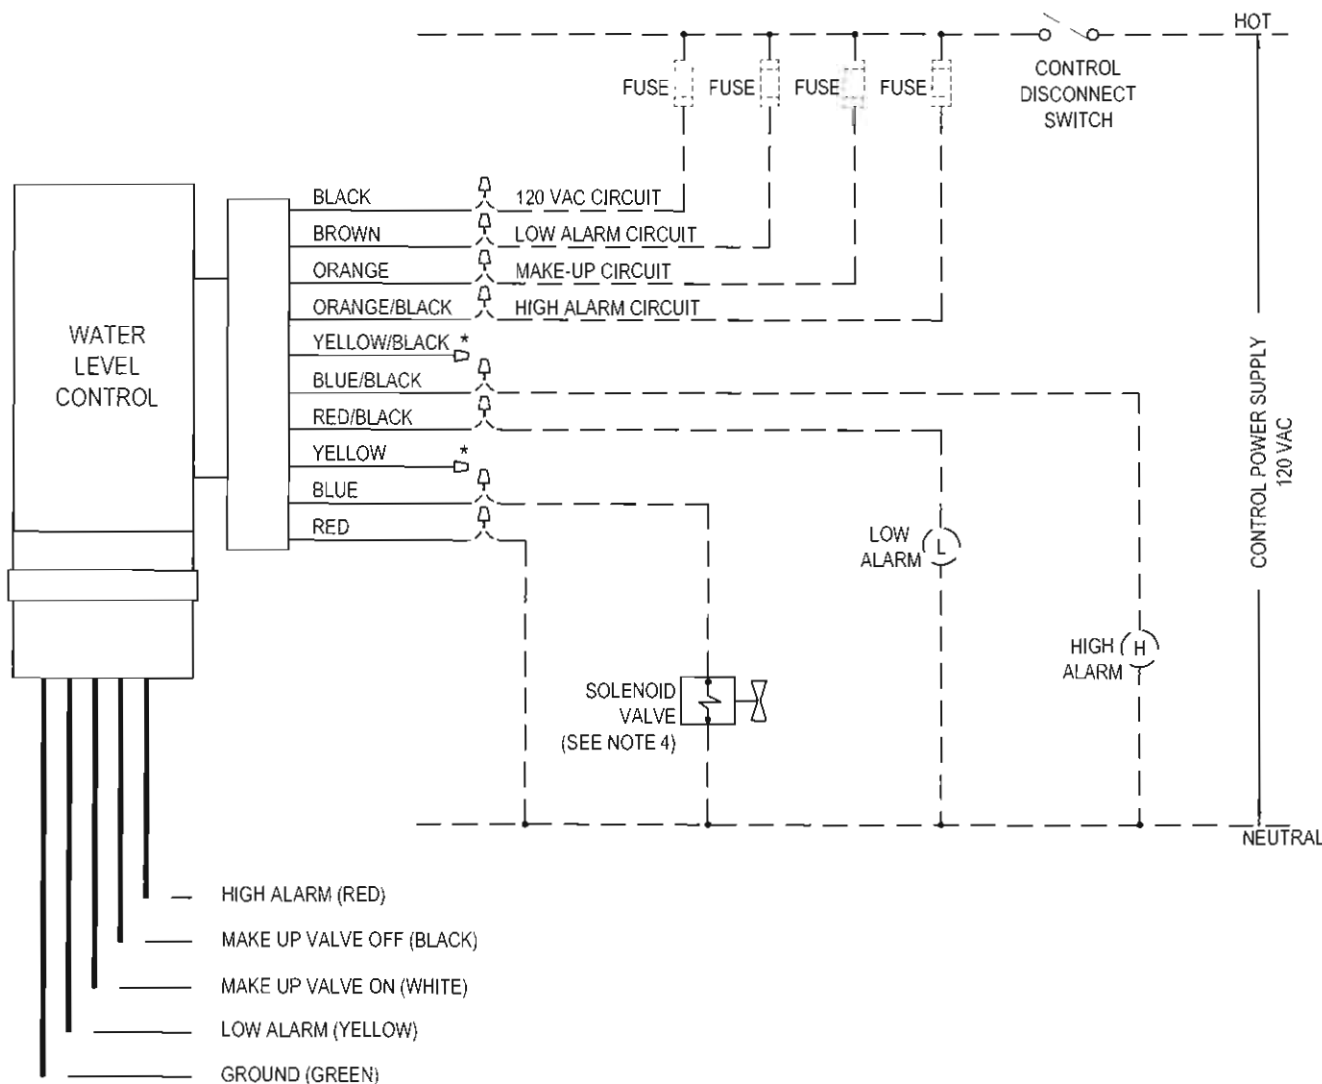 HOT
FUSE
FUSE
FUSE
FUSE
CONTROL
DISCONNECT
SWITCH
BLACK
120 VAC CIRCUIT
BROWN
LOW ALARM CIRCUIT
ORANGE
MAKE-UP CIRCUIT
ORANGE/BLACK
HIGH ALARM CIRCUIT
YELLOW/BLACK *
BLUE/BLACK
RED/BLACK
YELLOW *
BLUE
RED
WATER
LEVEL
CONTROL
CONTROL POWER SUPPLY
120 VAC
LOW
ALARM
L
HIGH
ALARM
H
SOLENOID
VALVE
(SEE NOTE 4)
NEUTRAL
HIGH ALARM (RED)
MAKE UP VALVE OFF (BLACK)
MAKE UP VALVE ON (WHITE)
LOW ALARM (YELLOW)
GROUND (GREEN)